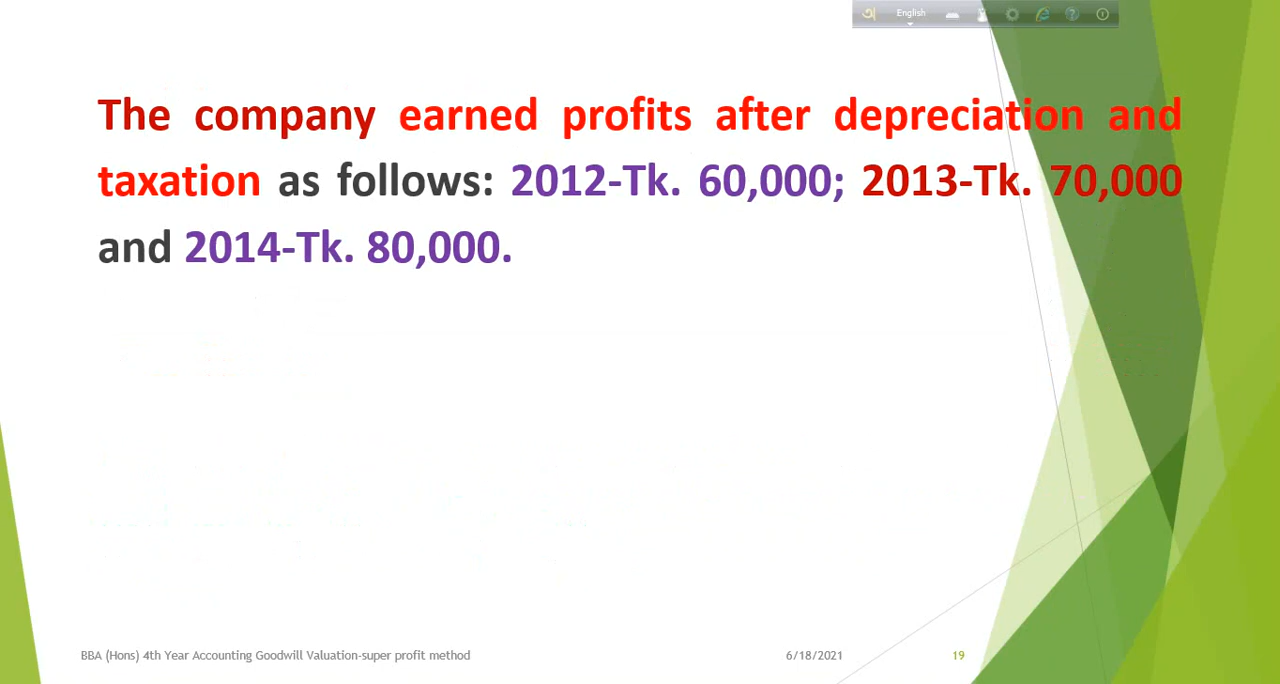 অ English
The company earned profits after depreciation and
taxation as follows: 2012-Tk. 60,000; 2013-Tk. 70,000
and 2014-Tk. 80,000.
BBA (Hons) 4th Year Accounting Goodwill Valuation-super profit method 6/18/2021 19